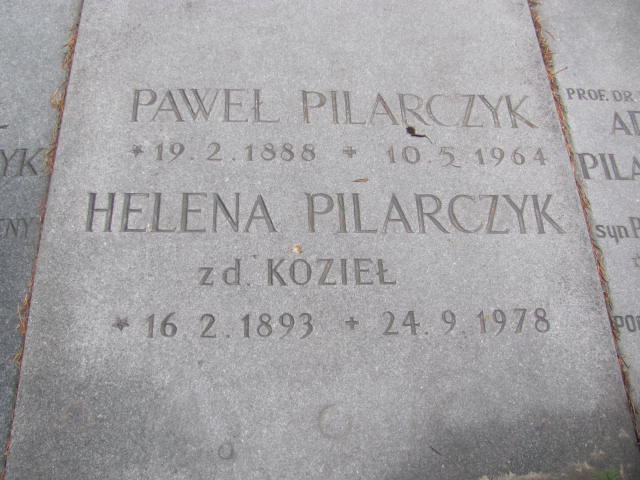 PAWEŁ PILARCZYK
* 19.2.1888 + 10.5.1964
HELENA PILARCZYK
zd. KOZIEŁ
* 16.2.1893 + 24.9.1978
PROF. DR.
syn